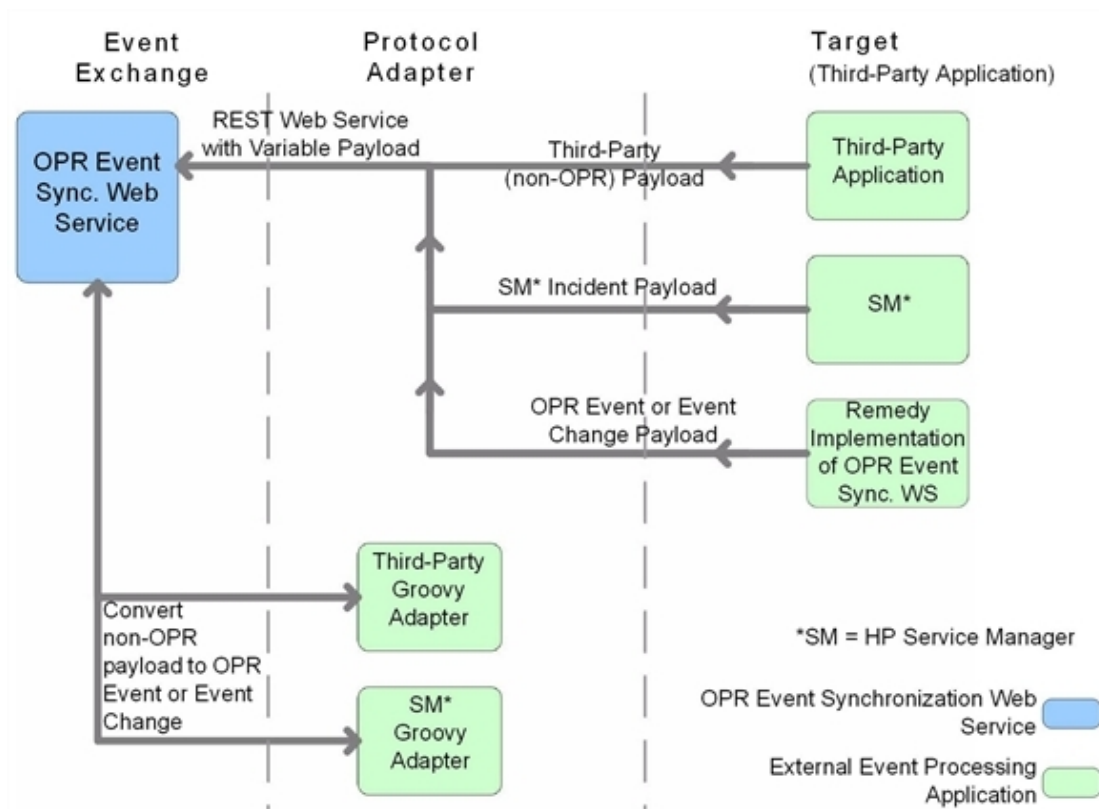 Event
Exchange
Protocol
Adapter
Target
(Third-Party Application)
OPR Event
Sync. Web
Service
REST Web Service
with Variable Payload
Third-Party
(non-OPR) Payload
Third-Party
Application
SM* Incident Payload
SM*
OPR Event or Event
Change Payload
Remedy
Implementation
of OPR Event
Sync. WS
Third-Party
Groovy
Adapter
Convert
non-OPR
payload to OPR
Event or Event
Change
SM*
Groovy
Adapter
*SM = HP Service Manager
OPR Event Synchronization Web
Service
External Event Processing
Application